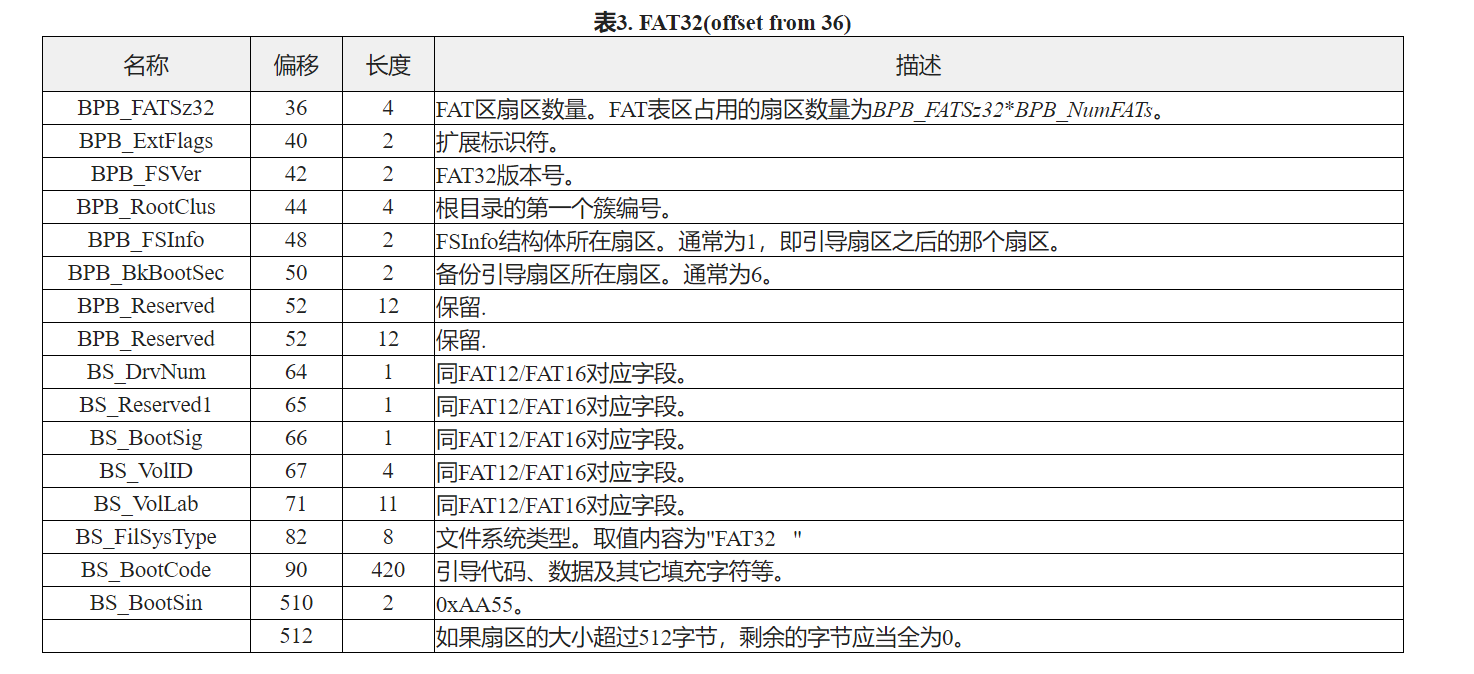 表3. FAT32(offset from 36)
名称 偏移 长度 描述
BPB_FATSz32 36 4 FAT区扇区数量。FAT表区占用的扇区数量为BPB_FATSz32*BPB_NumFATs。
BPB_ExtFlags 40 2 扩展标识符。
BPB_FSVer 42 2 FAT32版本号。
BPB_RootClus 44 4 根目录的第一个簇编号。
BPB_FSInfo 48 2 FSInfo结构体所在扇区。通常为1，即引导扇区之后的那个扇区。
BPB_BkBootSec 50 2 备份引导扇区所在扇区。通常为6。
BPB_Reserved 52 12 保留.
BPB_Reserved 52 12 保留.
BS_DrvNum 64 1 同FAT12/FAT16对应字段。
BS_Reserved1 65 1 同FAT12/FAT16对应字段。
BS_BootSig 66 1 同FAT12/FAT16对应字段。
BS_VolID 67 4 同FAT12/FAT16对应字段。
BS_VolLab 71 11 同FAT12/FAT16对应字段。
BS_FilSysType 82 8 文件系统类型。取值内容为"FAT32   "
BS_BootCode 90 420 引导代码、数据及其它填充字符等。
BS_BootSin 510 2 0xAA55。
512 如果扇区的大小超过512字节，剩余的字节应当全为0。